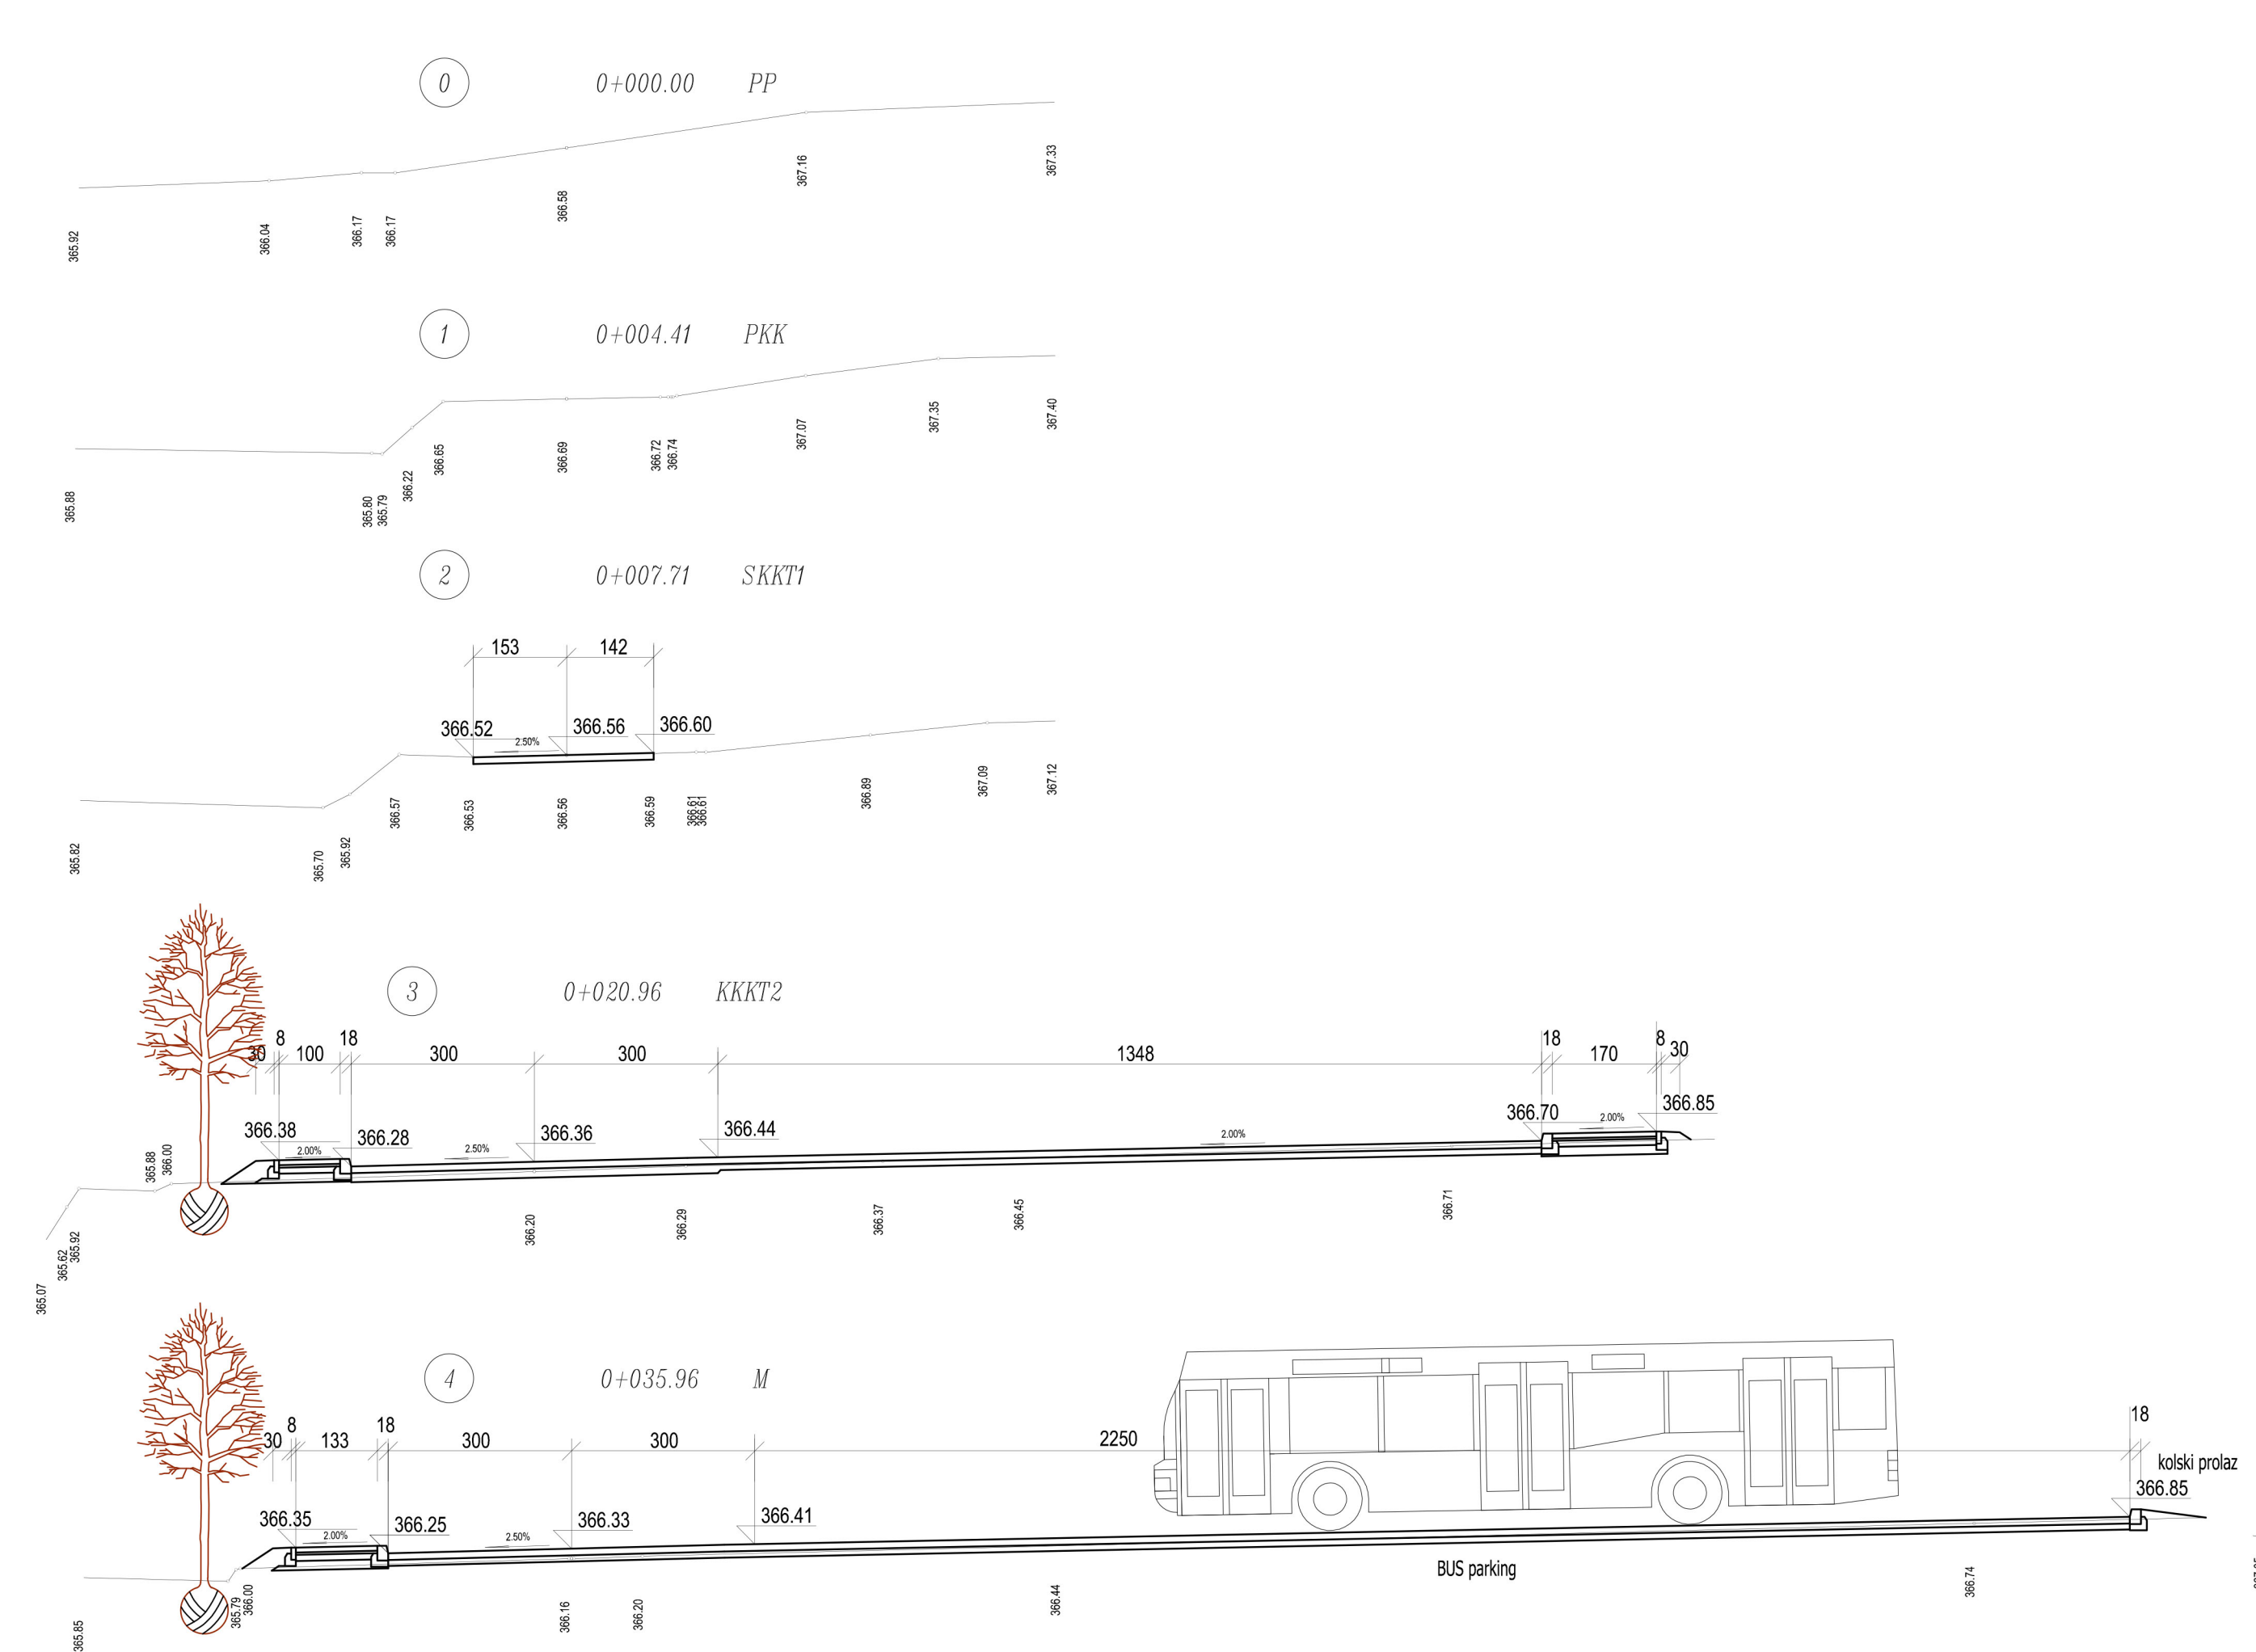 0 0+000.00 PP
365.92 366.04 366.17 366.17 366.58 367.16 367.33
1 0+004.41 PKK
365.88 365.80 365.79 366.22 366.65 366.69 366.72 366.74 367.07 367.35 367.40
2 0+007.71 SKKT1
153 142
366.52 366.56 366.60
2.50%
365.82 365.70 365.92 366.57 366.53 366.56 366.59 366.61 366.61 366.89 367.09 367.12
3 0+020.96 KKKT2
8 18 18 8
30 100 300 300 1348 170 30
366.38 366.28 366.36 366.44 366.70 366.85
2.00% 2.50% 2.00% 2.00%
365.07 365.62 365.92 365.88 366.00 366.20 366.29 366.37 366.45 366.71
4 0+035.96 M
8 18 18
30 133 300 300 2250
kolski prolaz
366.35 366.25 366.33 366.41 366.85
2.00% 2.50%
BUS parking
365.85 365.79 366.00 366.16 366.20 366.44 366.74